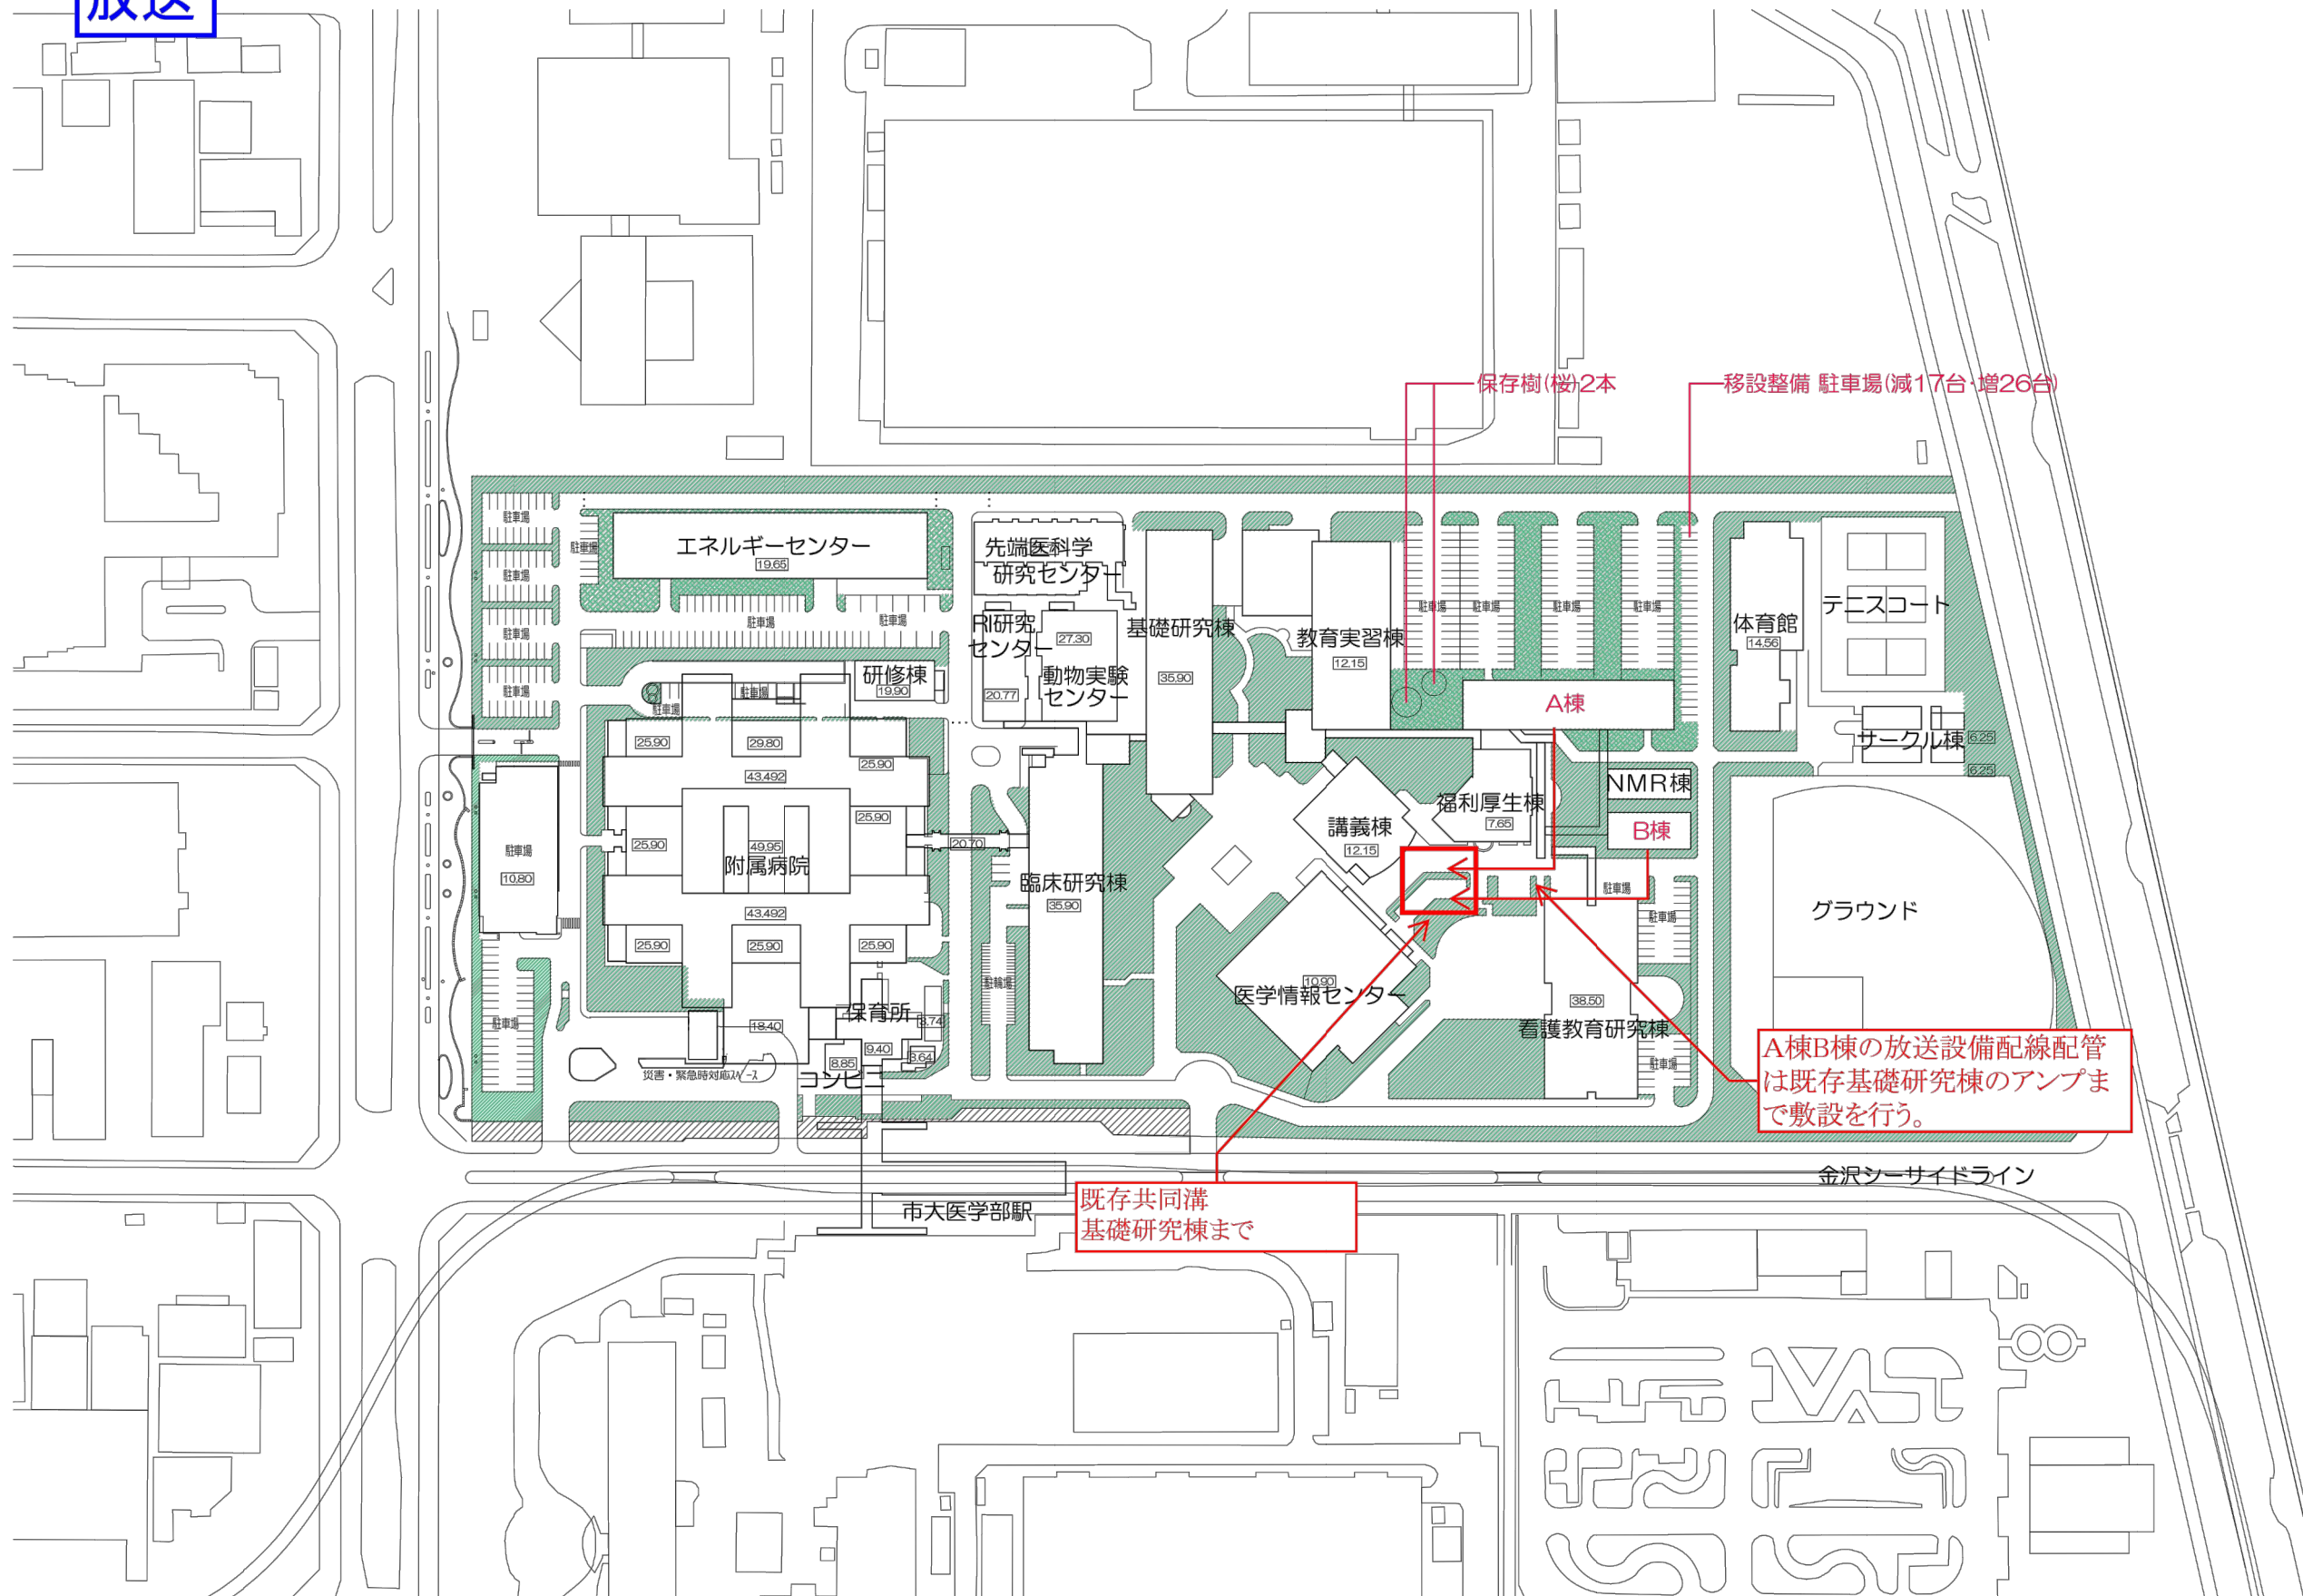 放送
保存樹(桜)2本
移設整備 駐車場(減17台・増26台)
駐車場
駐車場
駐車場
駐車場
駐車場
エネルギーセンター
19.65
駐車場
駐車場
先端医科学
研究センター
RI研究
センター
20.77
27.30
動物実験
センター
基礎研究棟
35.90
教育実習棟
12.15
駐車場
駐車場
駐車場
駐車場
体育館
14.56
テニスコート
サークル棟
6.25
6.25
研修棟
19.90
駐車場
駐車場
A棟
NMR棟
B棟
福利厚生棟
7.65
講義棟
12.15
25.90
29.80
25.90
43.492
25.90
25.90
49.95
附属病院
43.492
25.90
25.90
25.90
20.70
駐車場
10.80
駐車場
臨床研究棟
35.90
駐輪場
駐車場
駐車場
駐車場
グラウンド
10.90
医学情報センター
38.50
看護教育研究棟
18.40
保育所
8.74
9.40
8.64
8.85
コンビニ
災害・緊急時対応スペース
A棟B棟の放送設備配線配管
は既存基礎研究棟のアンプま
で敷設を行う。
既存共同溝
基礎研究棟まで
金沢シーサイドライン
市大医学部駅